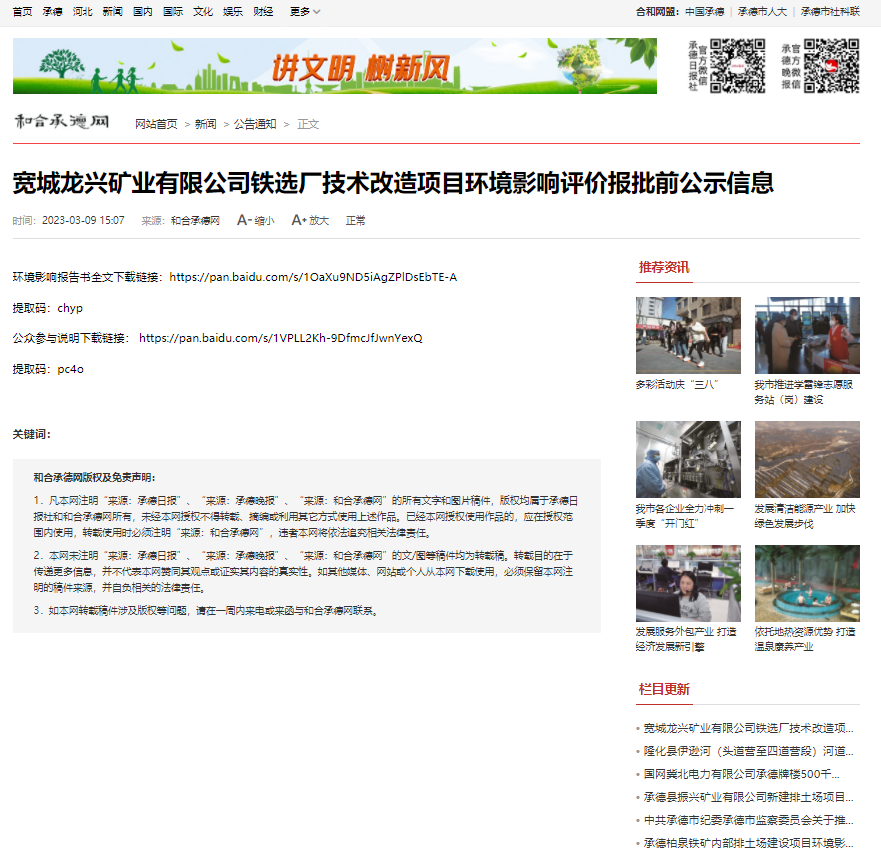 首页 承德 河北 新闻 国内 国际 文化 娱乐 财经 更多
合和网盟：中国承德 | 承德市人大 | 承德市社科联
讲文明 树新风
承德日报社 官方微信
承德晚报 官方微信
和合承德网
网站首页 > 新闻 > 公告通知 > 正文
宽城龙兴矿业有限公司铁选厂技术改造项目环境影响评价报批前公示信息
时间：2023-03-09 15:07 来源：和合承德网 A- 缩小 A+ 放大 正常
环境影响报告书全文下载链接：https://pan.baidu.com/s/1OaXu9ND5iAgZPlDsEbTE-A
提取码：chyp
公众参与说明下载链接： https://pan.baidu.com/s/1VPLL2Kh-9DfmcJfJwnYexQ
提取码：pc4o
关键词：
和合承德网版权及免责声明：
1、凡本网注明“来源：承德日报”、“来源：承德晚报”、“来源：和合承德网”的所有文字和图片稿件，版权均属于承德日
报社和和合承德网所有，未经本网授权不得转载、摘编或利用其它方式使用上述作品。已经本网授权使用作品的，应在授权范
围内使用，转载使用时必须注明“来源：和合承德网”，违者本网将依法追究相关法律责任。
2、本网未注明“来源：承德日报”、“来源：承德晚报”、“来源：和合承德网”的文/图等稿件均为转载稿。转载目的在于
传递更多信息，并不代表本网赞同其观点或证实其内容的真实性。如其他媒体、网站或个人从本网下载使用，必须保留本网注
明的稿件来源，并自负相关的法律责任。
3、如本网转载稿件涉及版权等问题，请在一周内来电或来函与和合承德网联系。
推荐资讯
多彩活动庆“三八”
我市推进学雷锋志愿服
务站（岗）建设
我市各企业全力冲刺一
季度“开门红”
发展清洁能源产业 加快
绿色发展步伐
发展服务外包产业 打造
经济发展新引擎
依托地热资源优势 打造
温泉康养产业
栏目更新
• 宽城龙兴矿业有限公司铁选厂技术改造项...
• 隆化县伊逊河（头道营至四道营段）河道...
• 国网冀北电力有限公司承德牌楼500千...
• 承德县振兴矿业有限公司新建排土场项目...
• 中共承德市纪委承德市监察委员会关于推...
• 承德柏泉铁矿内部排土场建设项目环境影...